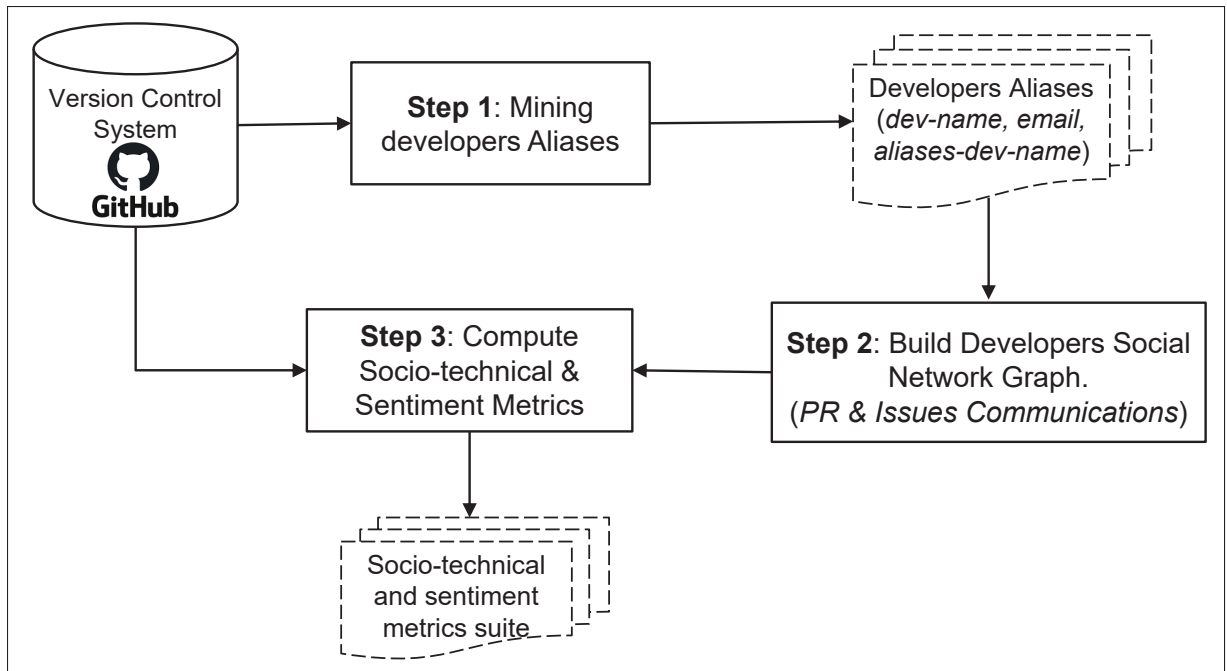 Version Control
System
GitHub
Step 1: Mining
developers Aliases
Developers Aliases
(dev-name, email,
aliases-dev-name)
Step 3: Compute
Socio-technical &
Sentiment Metrics
Step 2: Build Developers Social
Network Graph.
(PR & Issues Communications)
Socio-technical
and sentiment
metrics suite